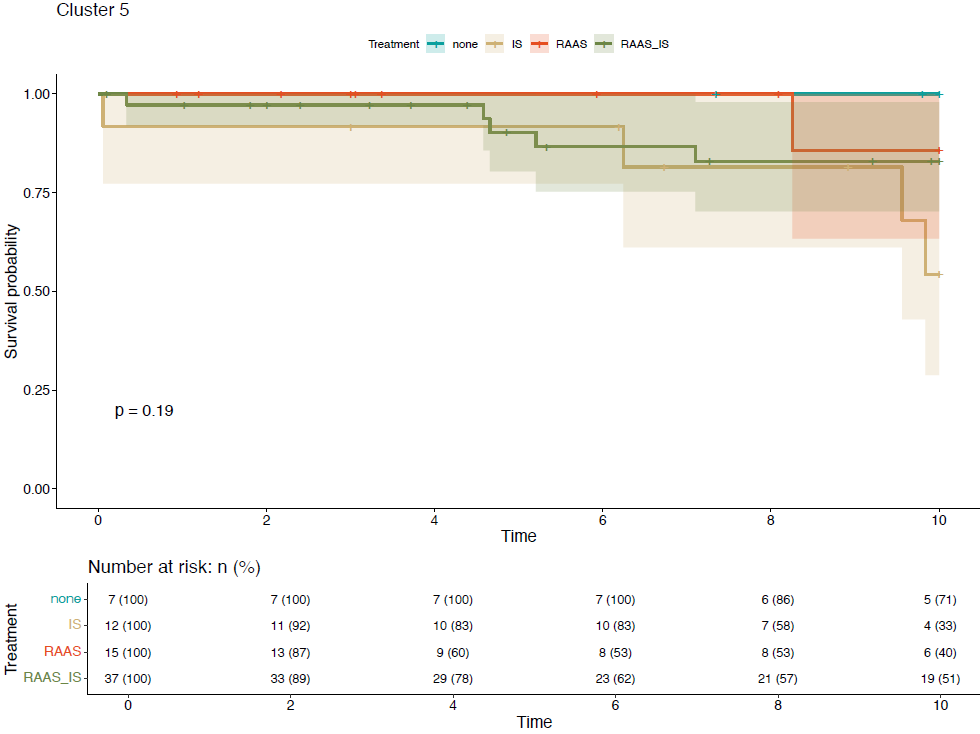 Cluster 5
Treatment none IS RAAS RAAS_IS
1.00
0.75
0.50
0.25
0.00
Survival probability
p = 0.19
0 2 4 6 8 10
Time
Number at risk: n (%)
Treatment
none 7 (100) 7 (100) 7 (100) 7 (100) 6 (86) 5 (71)
IS 12 (100) 11 (92) 10 (83) 10 (83) 7 (58) 4 (33)
RAAS 15 (100) 13 (87) 9 (60) 8 (53) 8 (53) 6 (40)
RAAS_IS 37 (100) 33 (89) 29 (78) 23 (62) 21 (57) 19 (51)
0 2 4 6 8 10
Time